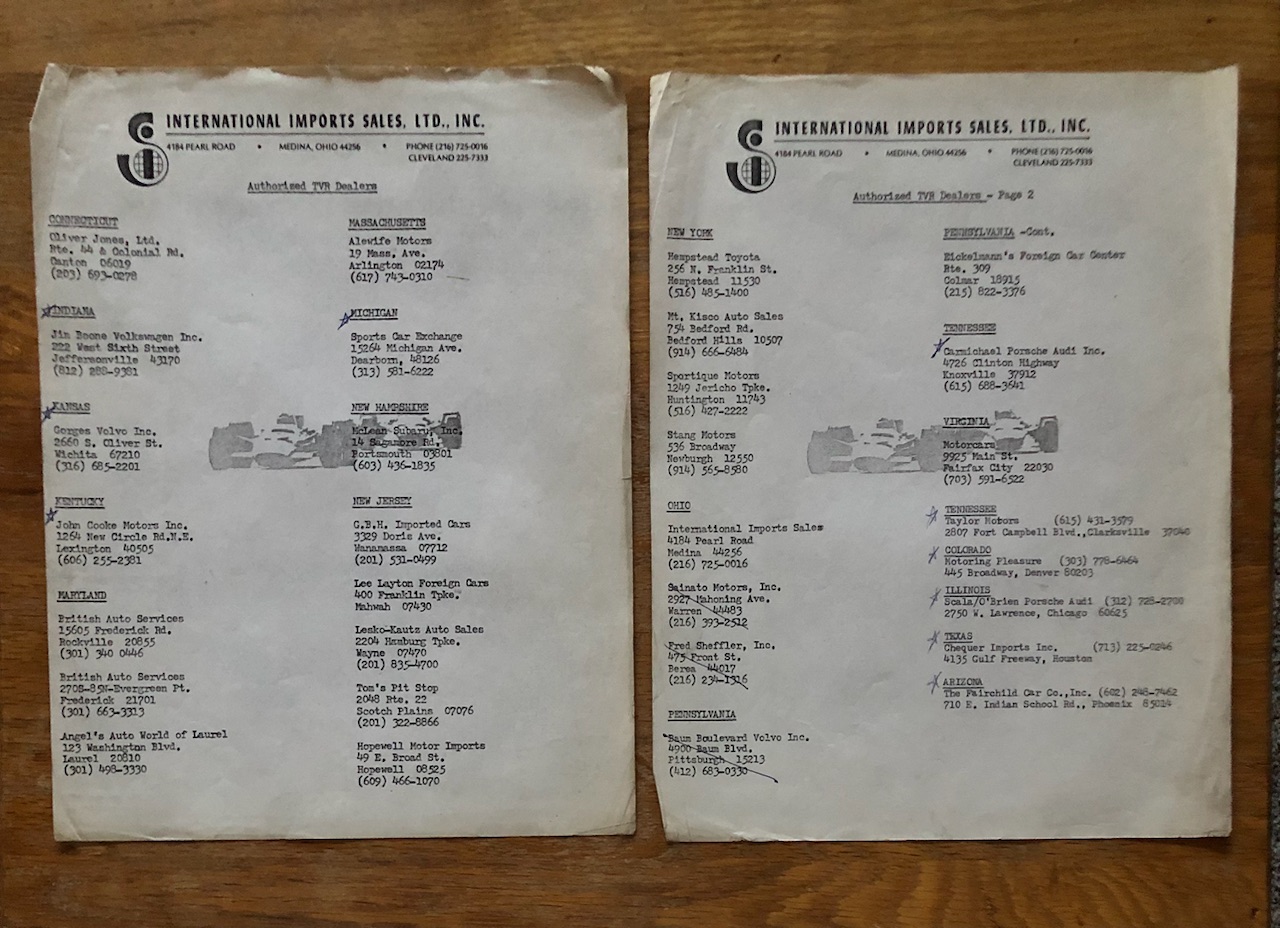 INTERNATIONAL IMPORTS SALES, LTD., INC.
4184 PEARL ROAD • MEDINA, OHIO 44256 • PHONE (216) 725-0016
CLEVELAND 225-7333
Authorized TVR Dealers
CONNECTICUT
Oliver Jones, Ltd.
Rte. 44 & Colonial Rd.
Canton 06019
(203) 693-0278
INDIANA
Jim Boone Volkswagen Inc.
222 West Sixth Street
Jeffersonville 43170
(812) 288-9381
KANSAS
Gorges Volvo Inc.
2660 S. Oliver St.
Wichita 67210
(316) 685-2201
KENTUCKY
John Cooke Motors Inc.
1264 New Circle Rd.N.E.
Lexington 40505
(606) 255-2381
MARYLAND
British Auto Services
15605 Frederick Rd.
Rockville 20855
(301) 340 0446
British Auto Services
270S-85N-Evergreen Pt.
Frederick 21701
(301) 663-3313
Angel's Auto World of Laurel
123 Washington Blvd.
Laurel 20810
(301) 498-3330
MASSACHUSETTS
Alewife Motors
19 Mass. Ave.
Arlington 02174
(617) 743-0310
MICHIGAN
Sports Car Exchange
15264 Michigan Ave.
Dearborn, 48126
(313) 581-6222
NEW HAMPSHIRE
McLean Subaru, Inc.
14 Sagamore Rd.
Portsmouth 03801
(603) 436-1835
NEW JERSEY
G.B.H. Imported Cars
3329 Doris Ave.
Wanamassa 07712
(201) 531-0499
Lee Layton Foreign Cars
400 Franklin Tpke.
Mahwah 07430
Lesko-Kautz Auto Sales
2204 Hamburg Tpke.
Wayne 07470
(201) 835-4700
Tom's Pit Stop
2048 Rte. 22
Scotch Plains 07076
(201) 322-8866
Hopewell Motor Imports
49 E. Broad St.
Hopewell 08525
(609) 466-1070
INTERNATIONAL IMPORTS SALES, LTD., INC.
4184 PEARL ROAD • MEDINA, OHIO 44256 • PHONE (216) 725-0016
CLEVELAND 225-7333
Authorized TVR Dealers - Page 2
NEW YORK
Hempstead Toyota
256 N. Franklin St.
Hempstead 11530
(516) 485-1400
Mt. Kisco Auto Sales
754 Bedford Rd.
Bedford Hills 10507
(914) 666-6484
Sportique Motors
1249 Jericho Tpke.
Huntington 11743
(516) 427-2222
Stang Motors
536 Broadway
Newburgh 12550
(914) 565-8580
OHIO
International Imports Sales
4184 Pearl Road
Medina 44256
(216) 725-0016
Sainato Motors, Inc.
2927 Mahoning Ave.
Warren 44483
(216) 393-2512
Fred Sheffler, Inc.
475 Front St.
Berea 44017
(216) 234-1316
PENNSYLVANIA
Baum Boulevard Volvo Inc.
4900 Baum Blvd.
Pittsburgh 15213
(412) 683-0330
PENNSYLVANIA -Cont.
Eickelmann's Foreign Car Center
Rte. 309
Colmar 18915
(215) 822-3376
TENNESSEE
Carmichael Porsche Audi Inc.
4726 Clinton Highway
Knoxville 37912
(615) 688-3641
VIRGINIA
Motorcars
9925 Main St.
Fairfax City 22030
(703) 591-6522
TENNESSEE
Taylor Motors (615) 431-3579
2807 Fort Campbell Blvd.,Clarksville 37040
COLORADO
Motoring Pleasure (303) 778-6464
445 Broadway, Denver 80203
ILLINOIS
Scala/O'Brien Porsche Audi (312) 728-2700
2750 W. Lawrence, Chicago 60625
TEXAS
Chequer Imports Inc. (713) 225-0246
4135 Gulf Freeway, Houston
ARIZONA
The Fairchild Car Co.,Inc. (602) 248-7462
710 E. Indian School Rd., Phoenix 85014